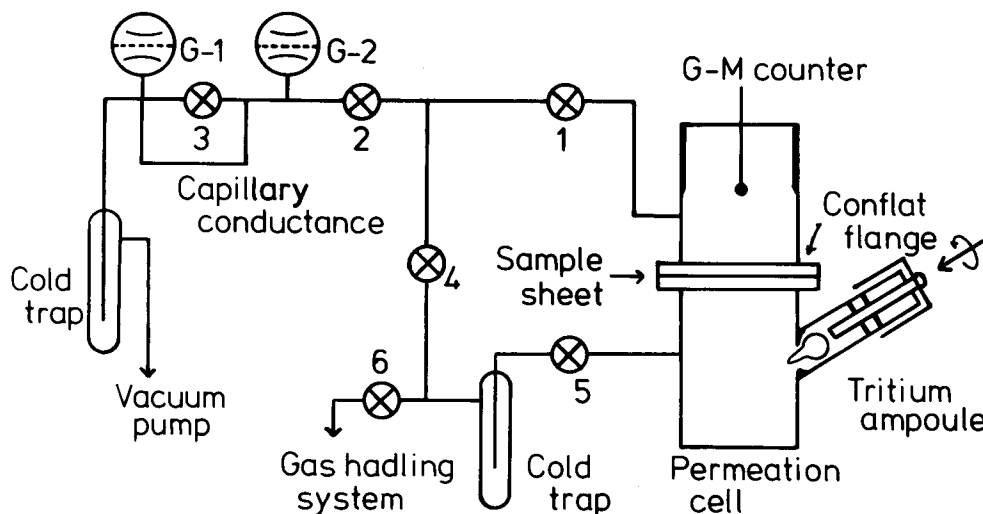 G-1
G-2
G-M counter
3
2
1
Capillary
conductance
Conflat
flange
Sample
sheet
Cold
trap
4
5
6
Vacuum
pump
Tritium
ampoule
Gas hadling
system
Cold
trap
Permeation
cell